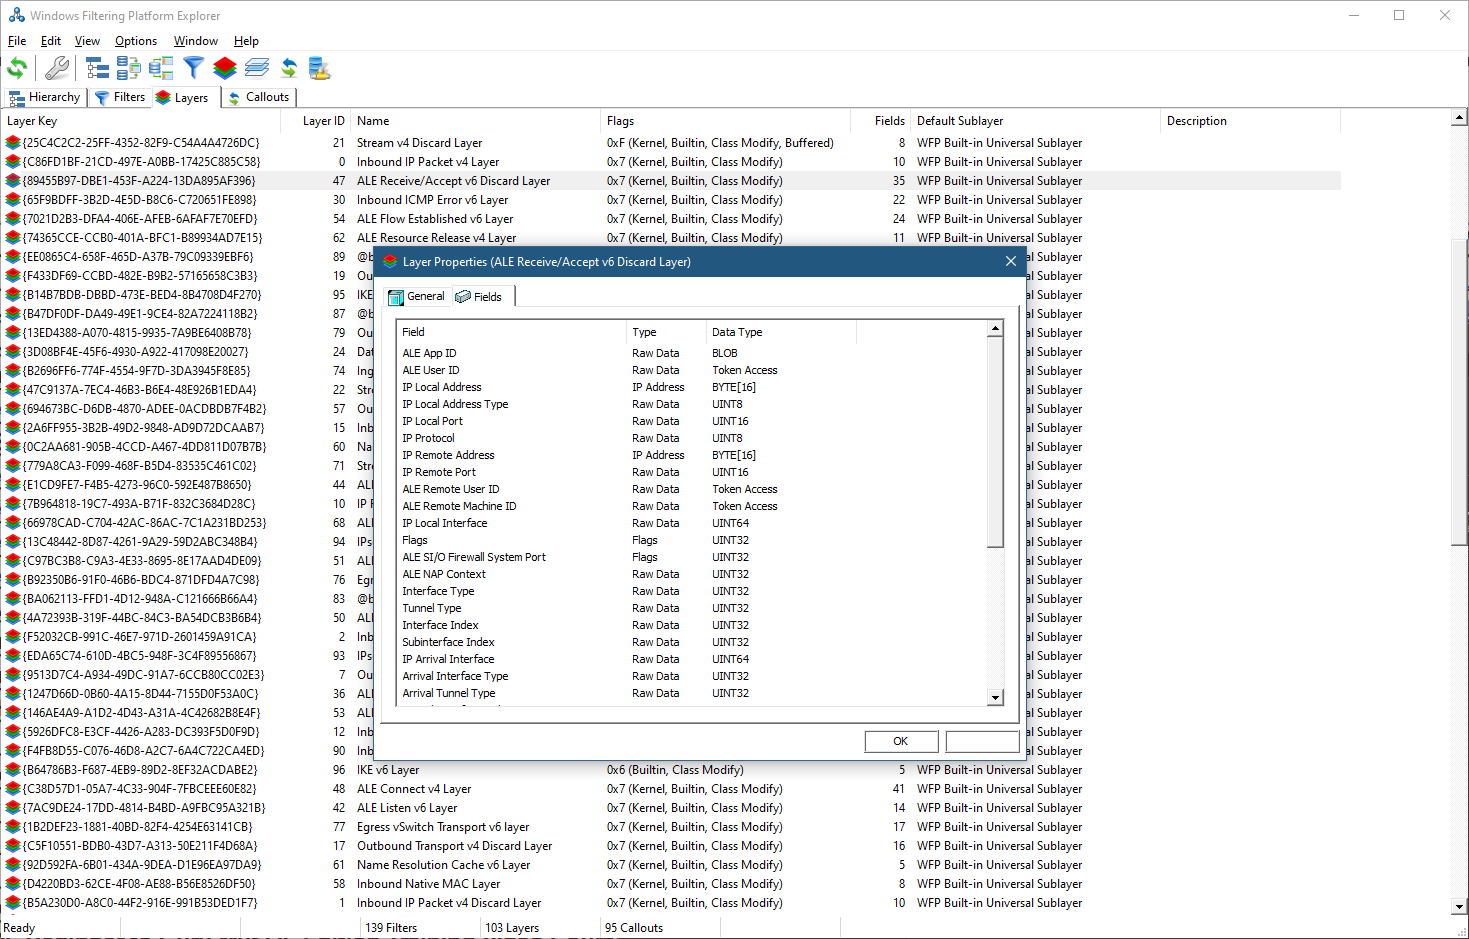 Windows Filtering Platform Explorer
File Edit View Options Window Help
Hierarchy Filters Layers Callouts
Layer Key Layer ID Name Flags Fields Default Sublayer Description
{25C4C2C2-25FF-4352-82F9-C54A4A4726DC} 21 Stream v4 Discard Layer 0xF (Kernel, Builtin, Class Modify, Buffered) 8 WFP Built-in Universal Sublayer
{C86FD1BF-21CD-497E-A0BB-17425C885C58} 0 Inbound IP Packet v4 Layer 0x7 (Kernel, Builtin, Class Modify) 10 WFP Built-in Universal Sublayer
{89455B97-DBE1-453F-A224-13DA895AF396} 47 ALE Receive/Accept v6 Discard Layer 0x7 (Kernel, Builtin, Class Modify) 35 WFP Built-in Universal Sublayer
{65F9BDFF-3B2D-4E5D-B8C6-C720651FE898} 30 Inbound ICMP Error v6 Layer 0x7 (Kernel, Builtin, Class Modify) 22 WFP Built-in Universal Sublayer
{7021D2B3-DFA4-406E-AFEB-6AFAF7E70EFD} 54 ALE Flow Established v6 Layer 0x7 (Kernel, Builtin, Class Modify) 24 WFP Built-in Universal Sublayer
{74365CCE-CCB0-401A-BFC1-B89934AD7E15} 62 ALE Resource Release v4 Layer 0x7 (Kernel, Builtin, Class Modify) 11 WFP Built-in Universal Sublayer
{EE0865C4-658F-465D-A37B-79C09339EBF6} 89 @b al Sublayer
{F433DF69-CCBD-482E-B9B2-57165658C3B3} 19 Ou al Sublayer
{B14B7BDB-DBBD-473E-BED4-8B4708D4F270} 95 IKE al Sublayer
{B47DF0DF-DA49-49E1-9CE4-82A7224118B2} 87 @b al Sublayer
{13ED4388-A070-4815-9935-7A9BE6408B78} 79 Ou al Sublayer
{3D08BF4E-45F6-4930-A922-417098E20027} 24 Dat al Sublayer
{B2696FF6-774F-4554-9F7D-3DA3945F8E85} 74 Ing al Sublayer
{47C9137A-7EC4-46B3-B6E4-48E926B1EDA4} 22 Str al Sublayer
{694673BC-D6DB-4870-ADEE-0ACDBDB7F4B2} 57 Ou al Sublayer
{2A6FF955-3B2B-49D2-9848-AD9D72DCAAB7} 15 Inb al Sublayer
{0C2AA681-905B-4CCD-A467-4DD811D07B7B} 60 Na al Sublayer
{779A8CA3-F099-468F-B5D4-83535C461C02} 71 Str al Sublayer
{E1CD9FE7-F4B5-4273-96C0-592E487B8650} 44 AL al Sublayer
{7B964818-19C7-493A-B71F-832C3684D28C} 10 IP F al Sublayer
{66978CAD-C704-42AC-86AC-7C1A231BD253} 68 AL al Sublayer
{13C48442-8D87-4261-9A29-59D2ABC348B4} 94 IPs al Sublayer
{C97BC3B8-C9A3-4E33-8695-8E17AAD4DE09} 51 AL al Sublayer
{B92350B6-91F0-46B6-BDC4-871DFD4A7C98} 76 Egr al Sublayer
{BA062113-FFD1-4D12-948A-C121666B66A4} 83 @b al Sublayer
{4A72393B-319F-44BC-84C3-BA54DCB3B6B4} 50 AL al Sublayer
{F52032CB-991C-46E7-971D-2601459A91CA} 2 Inb al Sublayer
{EDA65C74-610D-4BC5-948F-3C4F89556867} 93 IPs al Sublayer
{9513D7C4-A934-49DC-91A7-6CCB80CC02E3} 7 Ou al Sublayer
{1247D66D-0B60-4A15-8D44-7155D0F53A0C} 36 AL al Sublayer
{146AE4A9-A1D2-4D43-A31A-4C42682B8E4F} 53 AL al Sublayer
{5926DFC8-E3CF-4426-A283-DC393F5D0F9D} 12 Inb al Sublayer
{F4FB8D55-C076-46D8-A2C7-6A4C722CA4ED} 90 Inb al Sublayer
{B64786B3-F687-4EB9-89D2-8EF32ACDABE2} 96 IKE v6 Layer 0x6 (Builtin, Class Modify) 5 WFP Built-in Universal Sublayer
{C38D57D1-05A7-4C33-904F-7FBCEEE60E82} 48 ALE Connect v4 Layer 0x7 (Kernel, Builtin, Class Modify) 41 WFP Built-in Universal Sublayer
{7AC9DE24-17DD-4814-B4BD-A9FBC95A321B} 42 ALE Listen v6 Layer 0x7 (Kernel, Builtin, Class Modify) 14 WFP Built-in Universal Sublayer
{1B2DEF23-1881-40BD-82F4-4254E63141CB} 77 Egress vSwitch Transport v6 layer 0x7 (Kernel, Builtin, Class Modify) 17 WFP Built-in Universal Sublayer
{C5F10551-BDB0-43D7-A313-50E211F4D68A} 17 Outbound Transport v4 Discard Layer 0x7 (Kernel, Builtin, Class Modify) 16 WFP Built-in Universal Sublayer
{92D592FA-6B01-434A-9DEA-D1E96EA97DA9} 61 Name Resolution Cache v6 Layer 0x7 (Kernel, Builtin, Class Modify) 5 WFP Built-in Universal Sublayer
{D4220BD3-62CE-4F08-AE88-B56E8526DF50} 58 Inbound Native MAC Layer 0x7 (Kernel, Builtin, Class Modify) 8 WFP Built-in Universal Sublayer
{B5A230D0-A8C0-44F2-916E-991B53DED1F7} 1 Inbound IP Packet v4 Discard Layer 0x7 (Kernel, Builtin, Class Modify) 10 WFP Built-in Universal Sublayer
Layer Properties (ALE Receive/Accept v6 Discard Layer)
General Fields
Field Type Data Type
ALE App ID Raw Data BLOB
ALE User ID Raw Data Token Access
IP Local Address IP Address BYTE[16]
IP Local Address Type Raw Data UINT8
IP Local Port Raw Data UINT16
IP Protocol Raw Data UINT8
IP Remote Address IP Address BYTE[16]
IP Remote Port Raw Data UINT16
ALE Remote User ID Raw Data Token Access
ALE Remote Machine ID Raw Data Token Access
IP Local Interface Raw Data UINT64
Flags Flags UINT32
ALE SI/O Firewall System Port Flags UINT32
ALE NAP Context Raw Data UINT32
Interface Type Raw Data UINT32
Tunnel Type Raw Data UINT32
Interface Index Raw Data UINT32
Subinterface Index Raw Data UINT32
IP Arrival Interface Raw Data UINT64
Arrival Interface Type Raw Data UINT32
Arrival Tunnel Type Raw Data UINT32
OK
Ready 139 Filters 103 Layers 95 Callouts